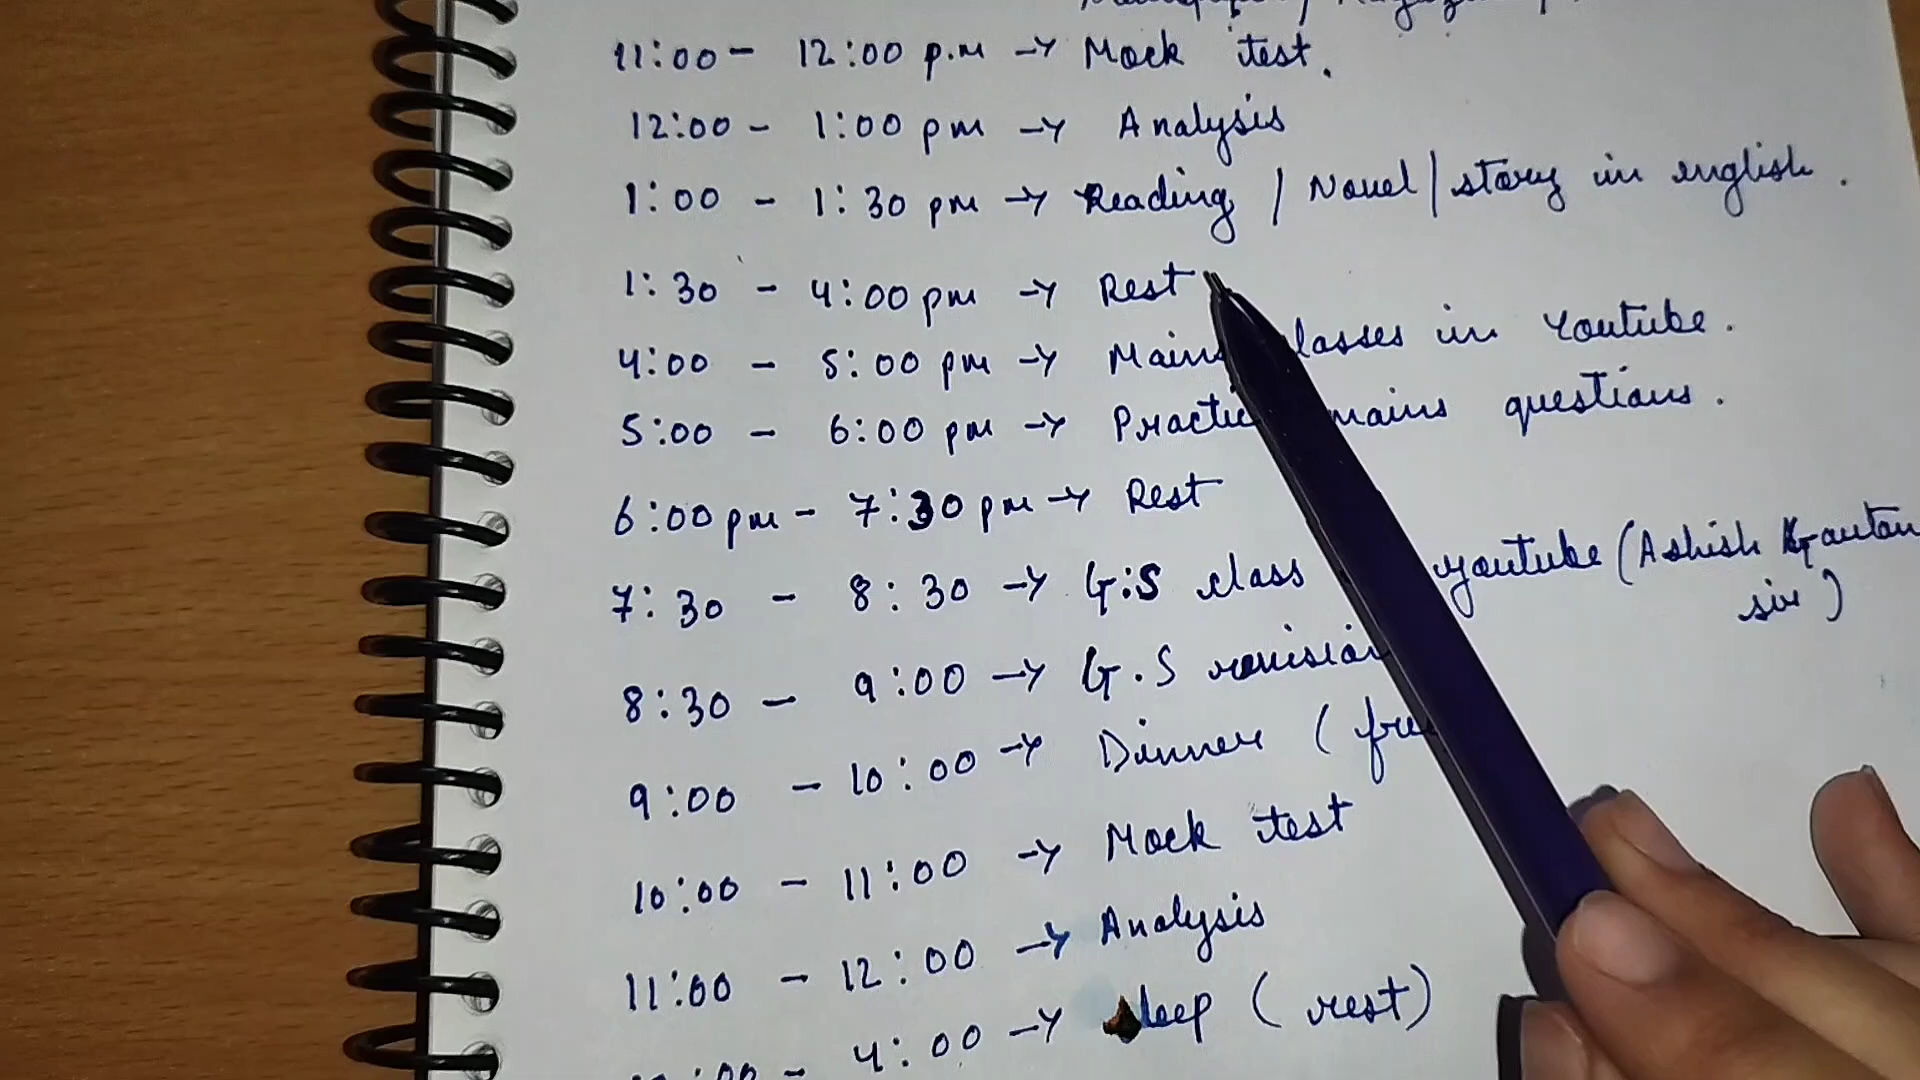 11:00 - 12:00 p.m → Mock test.
12:00 - 1:00 pm → Analysis
1:00 - 1:30 pm → Reading / Novel / story in english.
1:30 - 4:00 pm → Rest
4:00 - 5:00 pm → Mains classes in Youtube.
5:00 - 6:00 pm → Practice mains questions.
6:00 pm - 7:30 pm → Rest
7:30 - 8:30 → G.S class youtube (Ashish Gautam
sir)
8:30 - 9:00 → G.S revision
9:00 - 10:00 → Dinner (
10:00 - 11:00 → Mock test
11:00 - 12:00 → Analysis
- 4:00 → sleep (rest)